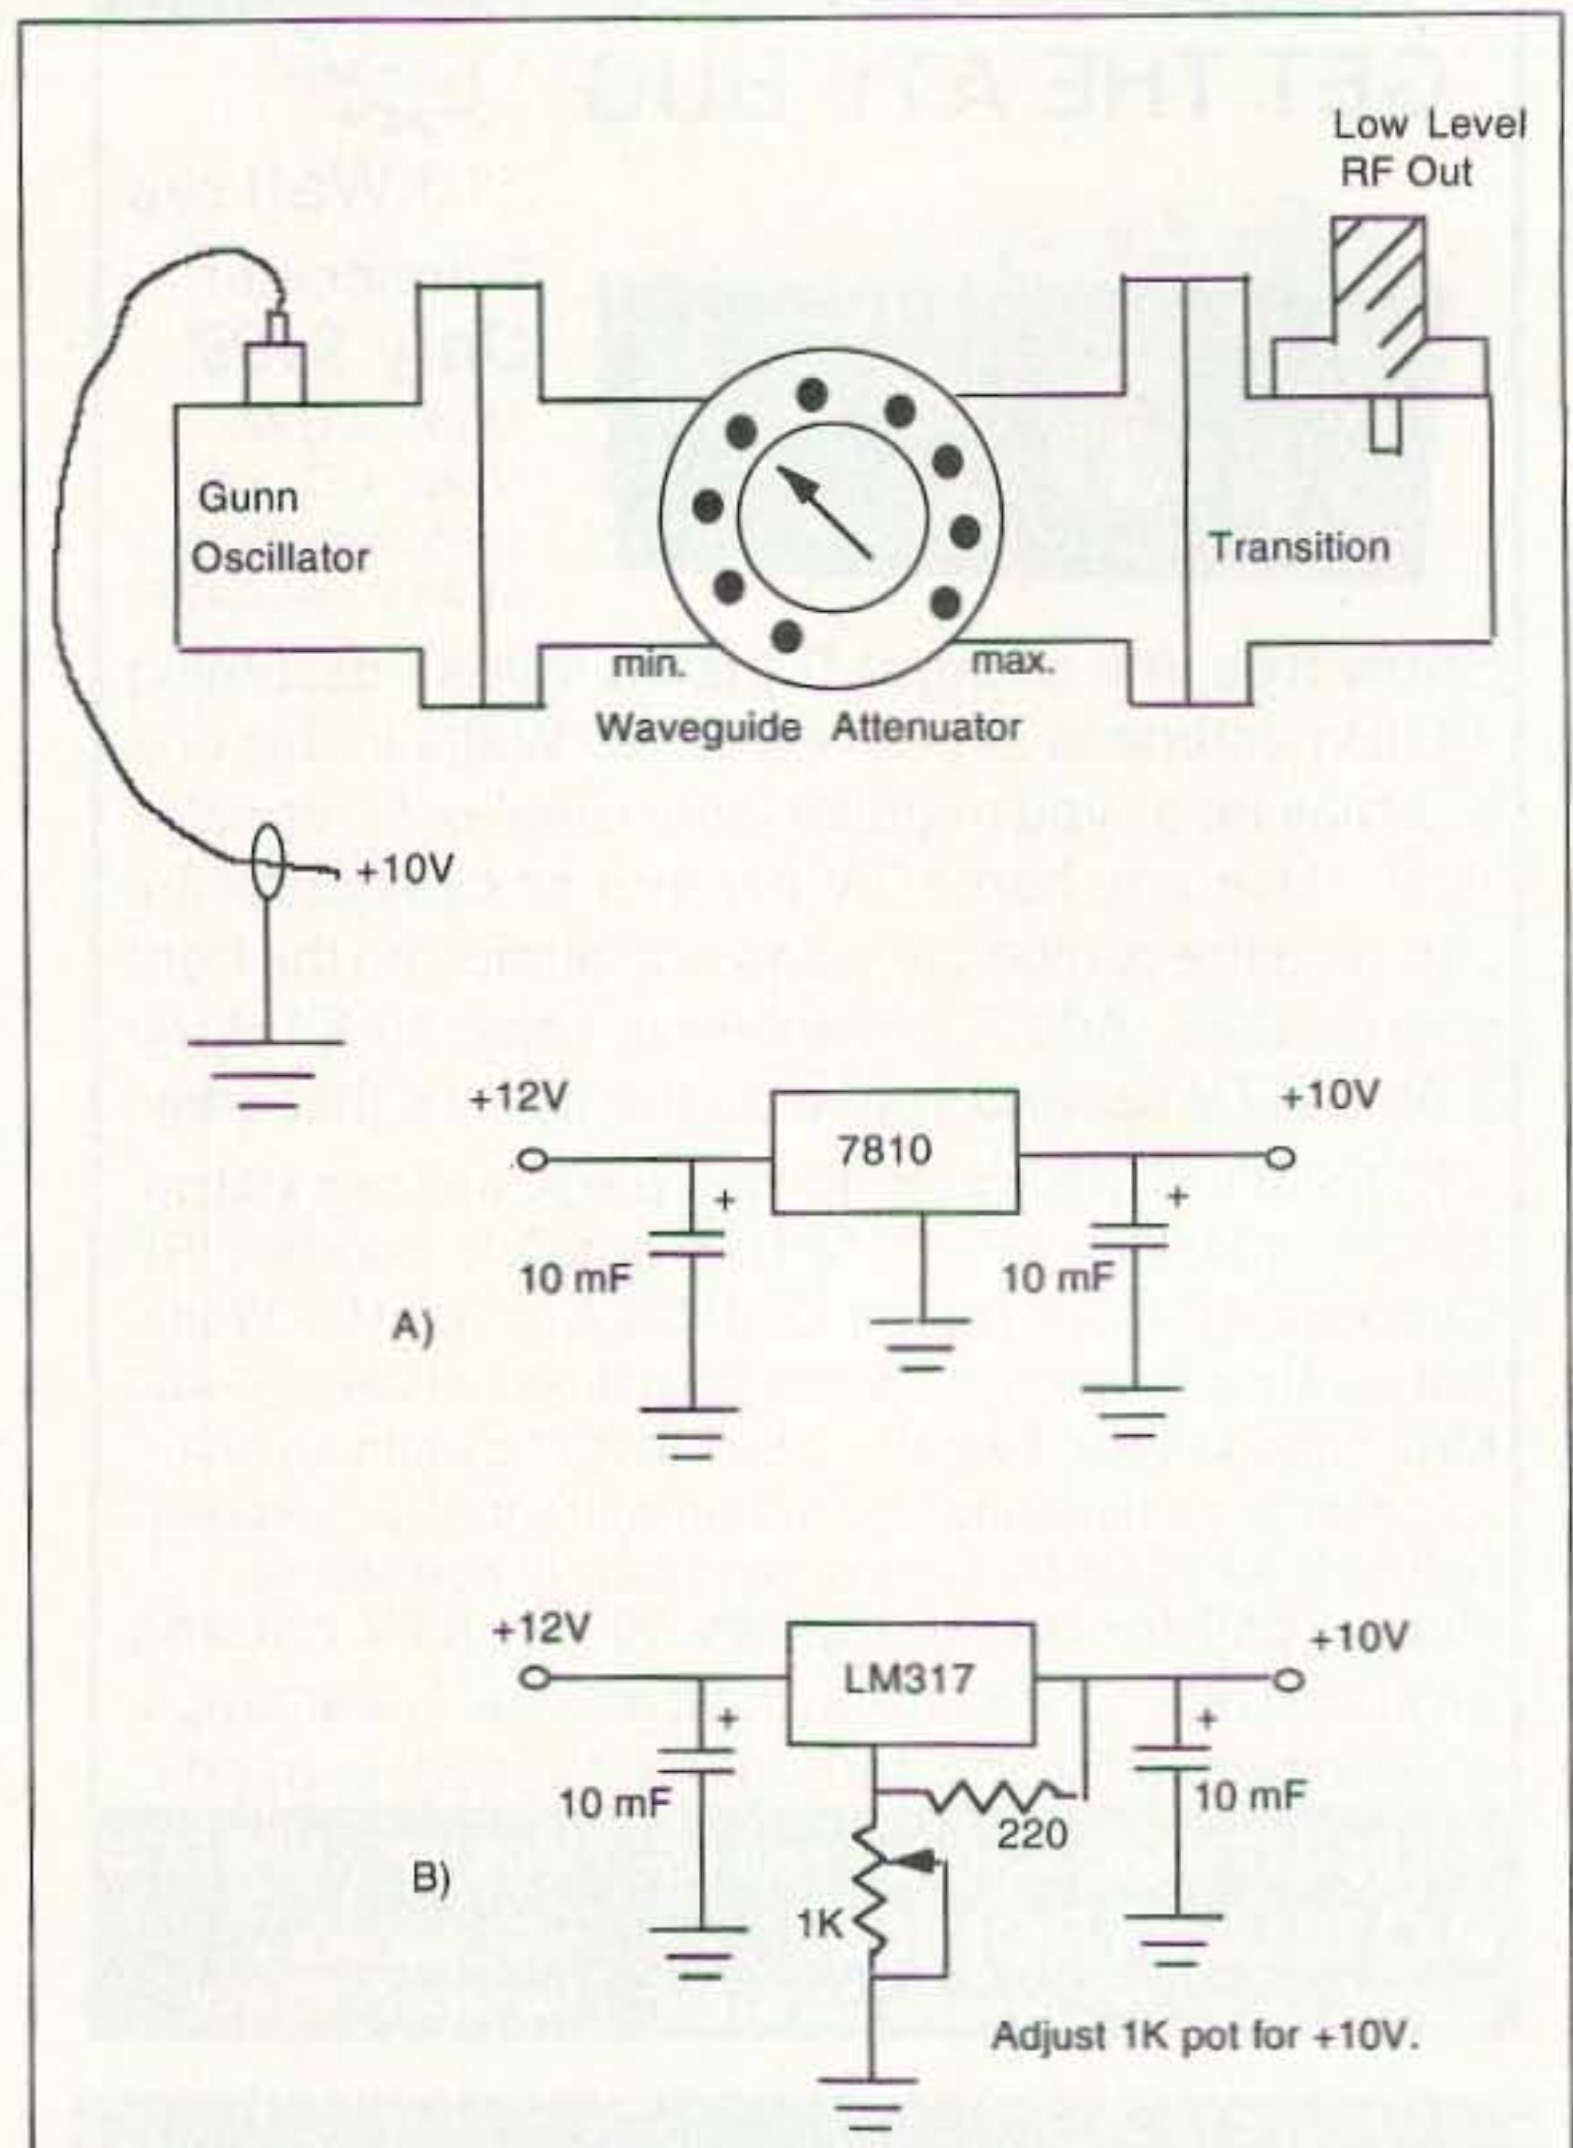 Low Level
RF Out
Gunn
Oscillator
Transition
min.
max.
Waveguide Attenuator
+10V
+12V
7810
+10V
+
+
10 mF
10 mF
A)
+12V
LM317
+10V
+
+
10 mF
220
10 mF
B)
1K
Adjust 1K pot for +10V.